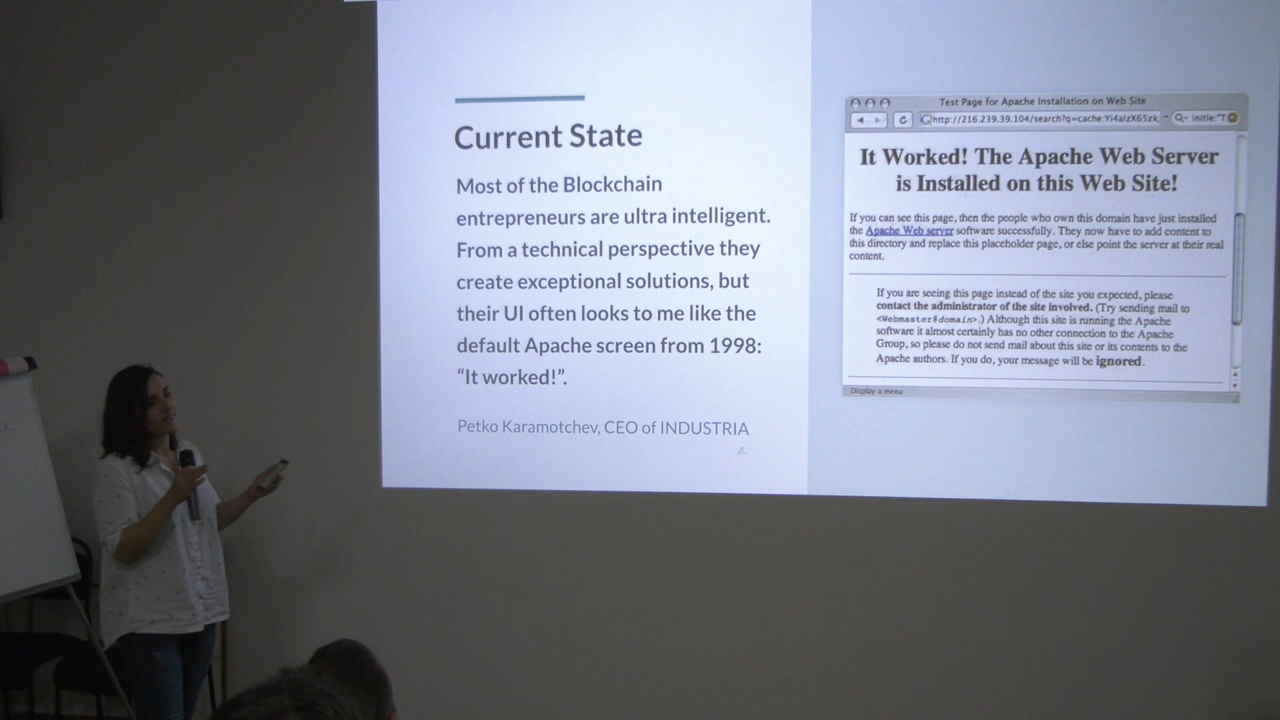 Current State
Most of the Blockchain
entrepreneurs are ultra intelligent.
From a technical perspective they
create exceptional solutions, but
their UI often looks to me like the
default Apache screen from 1998:
“It worked!”.
Petko Karamotchev, CEO of INDUSTRIA
Test Page for Apache Installation on Web Site
It Worked! The Apache Web Server
is Installed on this Web Site!
If you can see this page, then the people who own this domain have just installed
the Apache Web server software successfully. They now have to add content to
this directory and replace this placeholder page, or else point the server at their real
content.
If you are seeing this page instead of the site you expected, please
contact the administrator of the site involved. (Try sending mail to
<Webmaster@domain>.) Although this site is running the Apache
software it almost certainly has no other connection to the Apache
Group, so please do not send mail about this site or its contents to the
Apache authors. If you do, your message will be ignored.
Display a menu